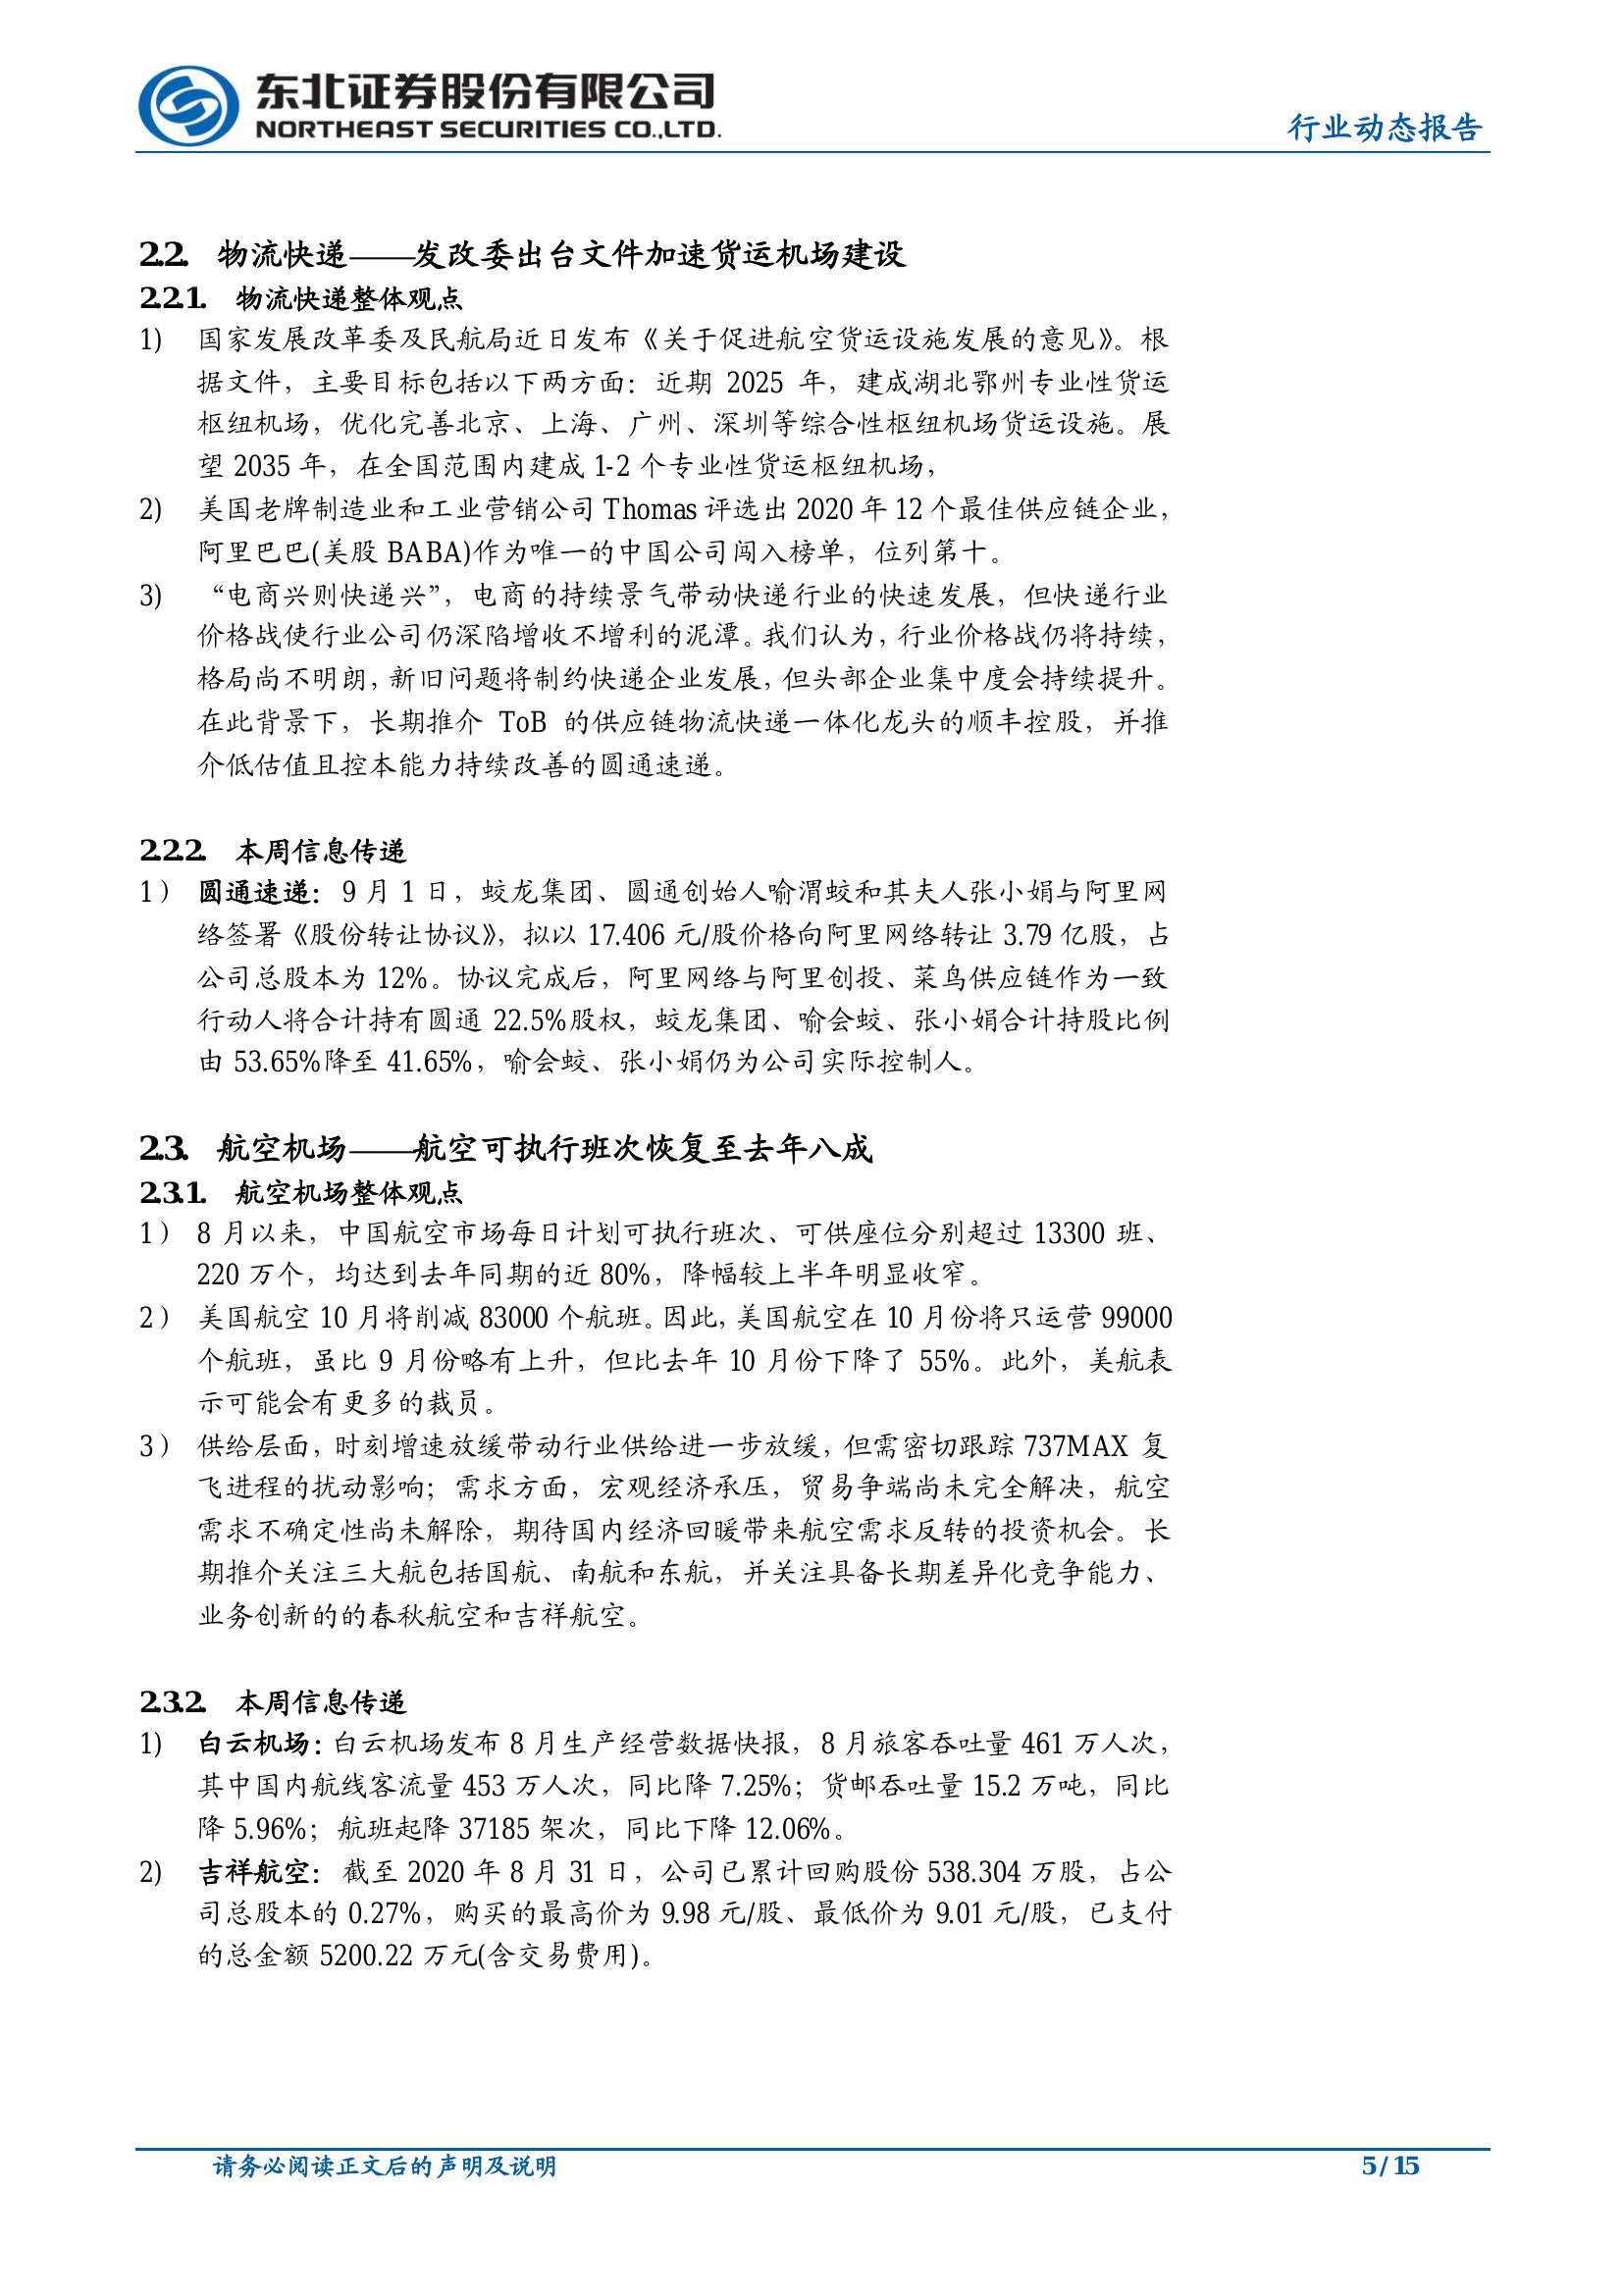 东北证券股份有限公司
NORTHEAST SECURITIES CO.,LTD.
行业动态报告
2.2. 物流快递——发改委出台文件加速货运机场建设
2.2.1. 物流快递整体观点
1) 国家发展改革委及民航局近日发布《关于促进航空货运设施发展的意见》。根
据文件，主要目标包括以下两方面：近期 2025 年，建成湖北鄂州专业性货运
枢纽机场，优化完善北京、上海、广州、深圳等综合性枢纽机场货运设施。展
望 2035 年，在全国范围内建成 1-2 个专业性货运枢纽机场，
2) 美国老牌制造业和工业营销公司 Thomas 评选出 2020 年 12 个最佳供应链企业，
阿里巴巴(美股 BABA)作为唯一的中国公司闯入榜单，位列第十。
3) “电商兴则快递兴”，电商的持续景气带动快递行业的快速发展，但快递行业
价格战使行业公司仍深陷增收不增利的泥潭。我们认为，行业价格战仍将持续，
格局尚不明朗，新旧问题将制约快递企业发展，但头部企业集中度会持续提升。
在此背景下，长期推介 ToB 的供应链物流快递一体化龙头的顺丰控股，并推
介低估值且控本能力持续改善的圆通速递。
2.2.2. 本周信息传递
1） 圆通速递：9 月 1 日，蛟龙集团、圆通创始人喻渭蛟和其夫人张小娟与阿里网
络签署《股份转让协议》，拟以 17.406 元/股价格向阿里网络转让 3.79 亿股，占
公司总股本为 12%。协议完成后，阿里网络与阿里创投、菜鸟供应链作为一致
行动人将合计持有圆通 22.5%股权，蛟龙集团、喻会蛟、张小娟合计持股比例
由 53.65%降至 41.65%，喻会蛟、张小娟仍为公司实际控制人。
2.3. 航空机场——航空可执行班次恢复至去年八成
2.3.1. 航空机场整体观点
1） 8 月以来，中国航空市场每日计划可执行班次、可供座位分别超过 13300 班、
220 万个，均达到去年同期的近 80%，降幅较上半年明显收窄。
2） 美国航空 10 月将削减 83000 个航班。因此，美国航空在 10 月份将只运营 99000
个航班，虽比 9 月份略有上升，但比去年 10 月份下降了 55%。此外，美航表
示可能会有更多的裁员。
3） 供给层面，时刻增速放缓带动行业供给进一步放缓，但需密切跟踪 737MAX 复
飞进程的扰动影响；需求方面，宏观经济承压，贸易争端尚未完全解决，航空
需求不确定性尚未解除，期待国内经济回暖带来航空需求反转的投资机会。长
期推介关注三大航包括国航、南航和东航，并关注具备长期差异化竞争能力、
业务创新的的春秋航空和吉祥航空。
2.3.2. 本周信息传递
1) 白云机场：白云机场发布 8 月生产经营数据快报，8 月旅客吞吐量 461 万人次，
其中国内航线客流量 453 万人次，同比降 7.25%；货邮吞吐量 15.2 万吨，同比
降 5.96%；航班起降 37185 架次，同比下降 12.06%。
2) 吉祥航空：截至 2020 年 8 月 31 日，公司已累计回购股份 538.304 万股，占公
司总股本的 0.27%，购买的最高价为 9.98 元/股、最低价为 9.01 元/股，已支付
的总金额 5200.22 万元(含交易费用)。
请务必阅读正文后的声明及说明
5 / 15